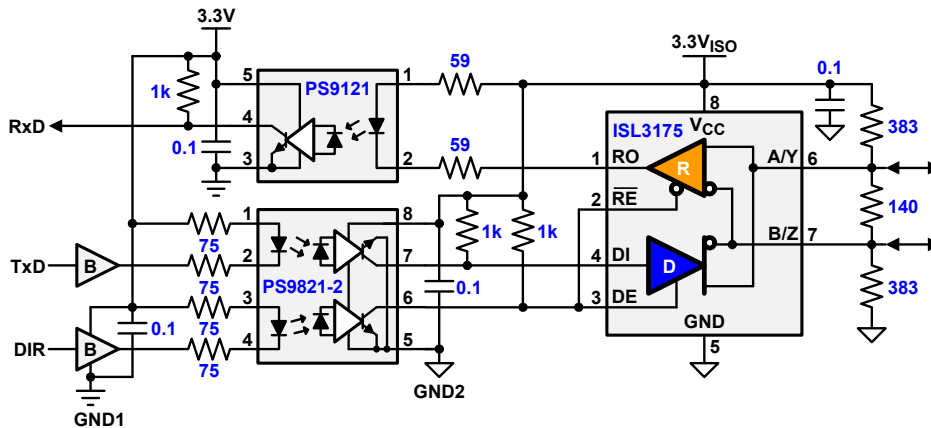 3.3V
3.3VISO
59
0.1
5
PS9121
1
8
1k
VCC
383
ISL3175
RxD
4
59
RO
R
A/Y
6
0.1
3
2
1
RE
2
140
1
8
1k
1k
B/Z
7
75
TxD
B
2
7
4
DI
D
75
PS9821-2
383
75
3
6
0.1
3
DE
0.1
GND
DIR
B
4
5
5
75
GND2
GND1